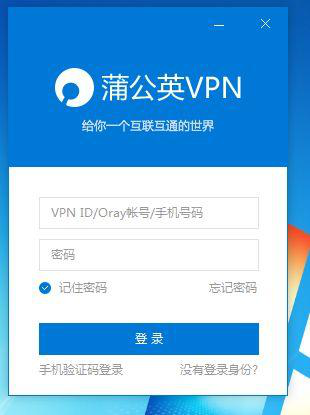 蒲公英VPN
给你一个互联互通的世界
VPN ID/Oray帐号/手机号码
密码
记住密码 忘记密码
登 录
手机验证码登录 没有登录身份?